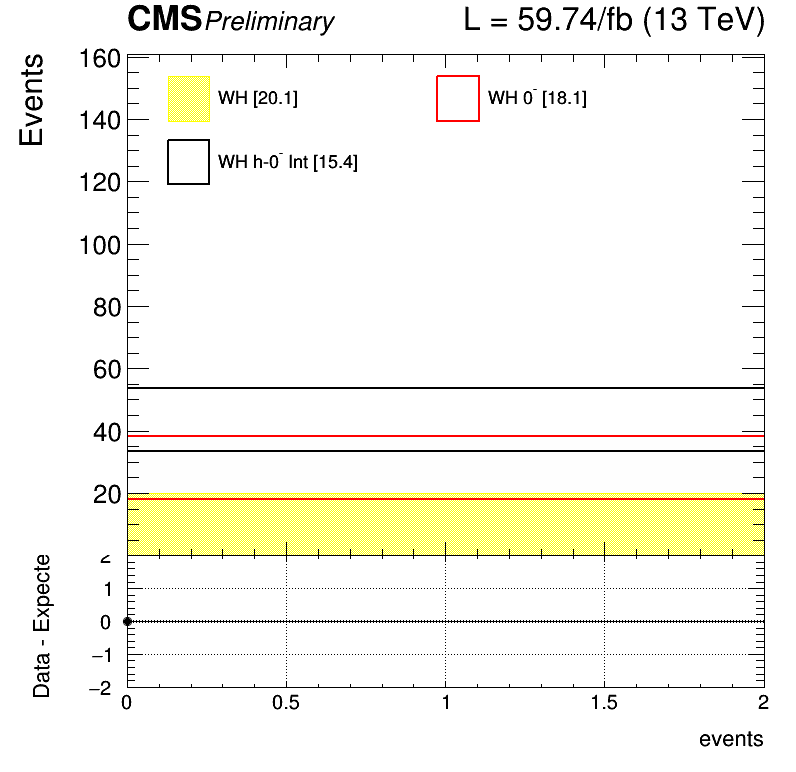 CMS Preliminary L = 59.74/fb (13 TeV)
Events
160
140
120
100
80
60
40
20
WH [20.1]
WH 0⁻ [18.1]
WH h-0⁻ Int [15.4]
Data - Expecte
2
1
0
−1
−2
0 0.5 1 1.5 2
events